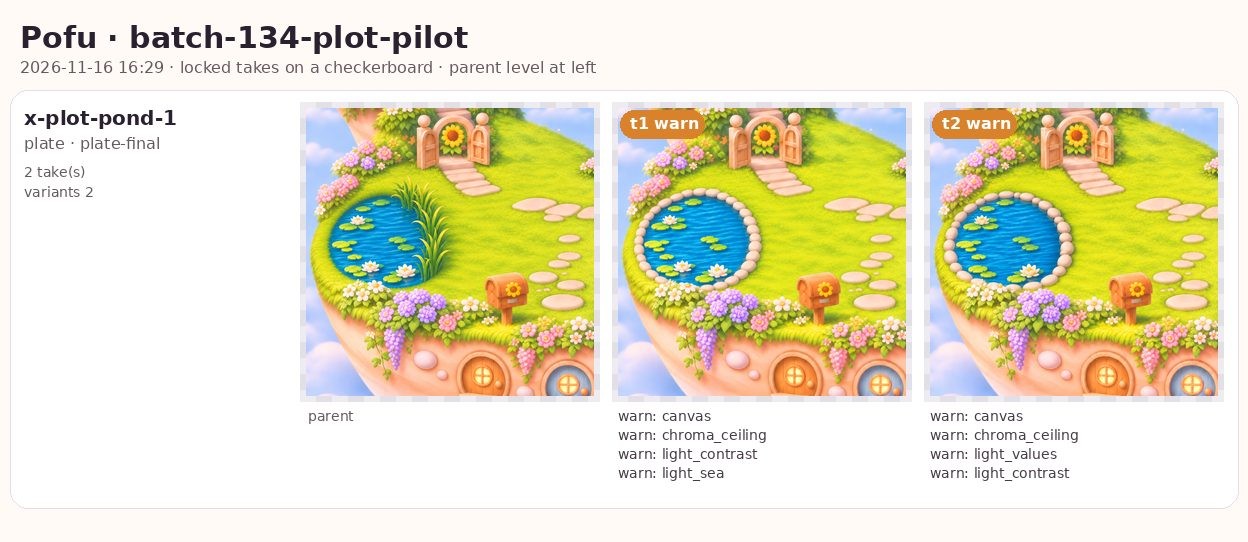 Pofu · batch-134-plot-pilot
2026-11-16 16:29 · locked takes on a checkerboard · parent level at left
x-plot-pond-1
plate · plate-final
2 take(s)
variants 2
parent
t1 warn
warn: canvas
warn: chroma_ceiling
warn: light_contrast
warn: light_sea
t2 warn
warn: canvas
warn: chroma_ceiling
warn: light_values
warn: light_contrast